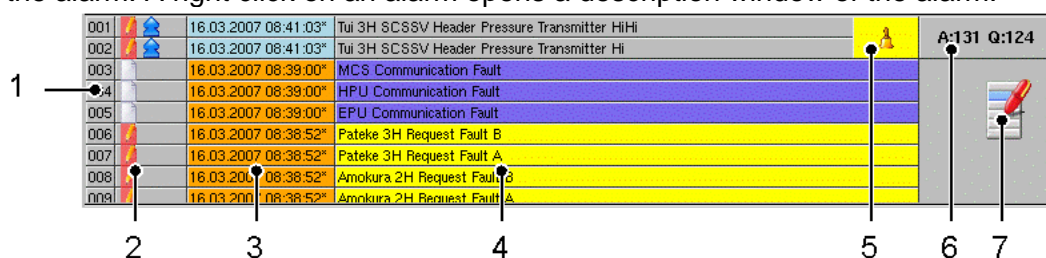 the alarm. A right click on an alarm opens a description window of the alarm.
001 16.03.2007 08:41:03* Tui 3H SCSSV Header Pressure Transmitter HiHi
002 16.03.2007 08:41:03* Tui 3H SCSSV Header Pressure Transmitter Hi
A:131 Q:124
003 16.03.2007 08:39:00* MCS Communication Fault
1
16.03.2007 08:39:00* HPU Communication Fault
005 16.03.2007 08:39:00* EPU Communication Fault
006 16.03.2007 08:38:52* Pateke 3H Request Fault B
007 16.03.2007 08:38:52* Pateke 3H Request Fault A
008 16.03.2007 08:38:52* Amokura 2H Request Fault B
009 16.03.2007 08:38:52* Amokura 2H Request Fault A
2 3 4 5 6 7